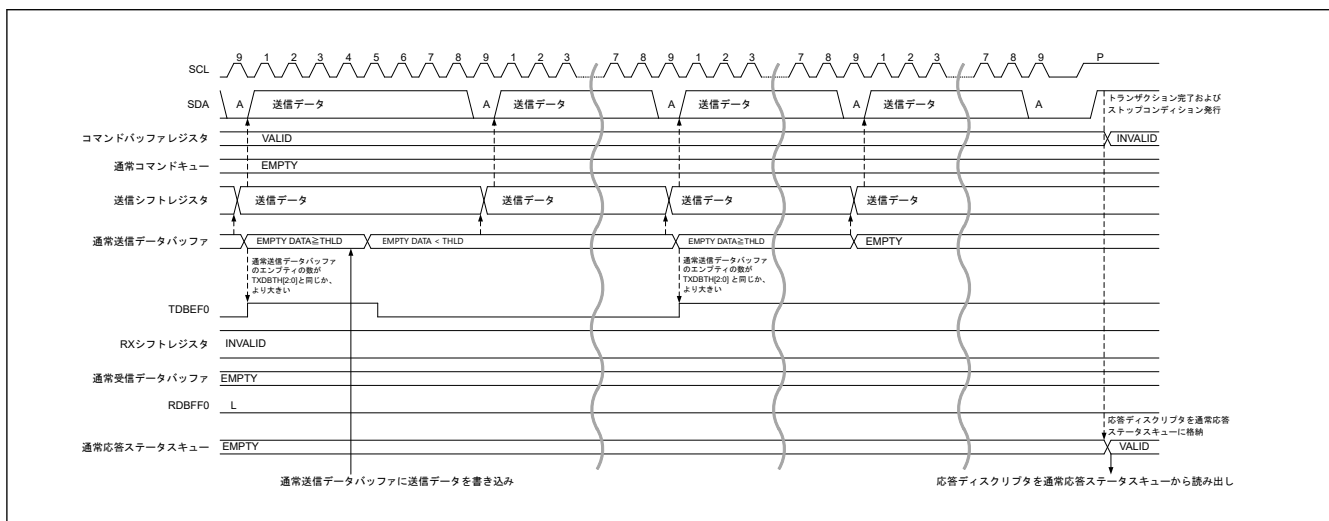 9 1 2 3 4 5 6 7 8 9 1 2 3 7 8 9 1 2 3 7 8 9 1 2 3 7 8 9 P
SCL
SDA A 送信データ A 送信データ A 送信データ A 送信データ A
トランザクション完了および
ストップコンディション発行
コマンドバッファレジスタ VALID INVALID
通常コマンドキュー EMPTY
送信シフトレジスタ 送信データ 送信データ 送信データ 送信データ
通常送信データバッファ EMPTY DATA≧THLD EMPTY DATA < THLD EMPTY DATA≧THLD EMPTY
通常送信データバッファ
のエンプティの数が
TXDBTH[2:0]と同じか、
より大きい
通常送信データバッファ
のエンプティの数が
TXDBTH[2:0] と同じか、
より大きい
TDBEF0
RXシフトレジスタ INVALID
通常受信データバッファ EMPTY
RDBFF0 L
応答ディスクリプタを通常応答
ステータスキューに格納
通常応答ステータスキュー EMPTY VALID
通常送信データバッファに送信データを書き込み
応答ディスクリプタを通常応答ステータスキューから読み出し